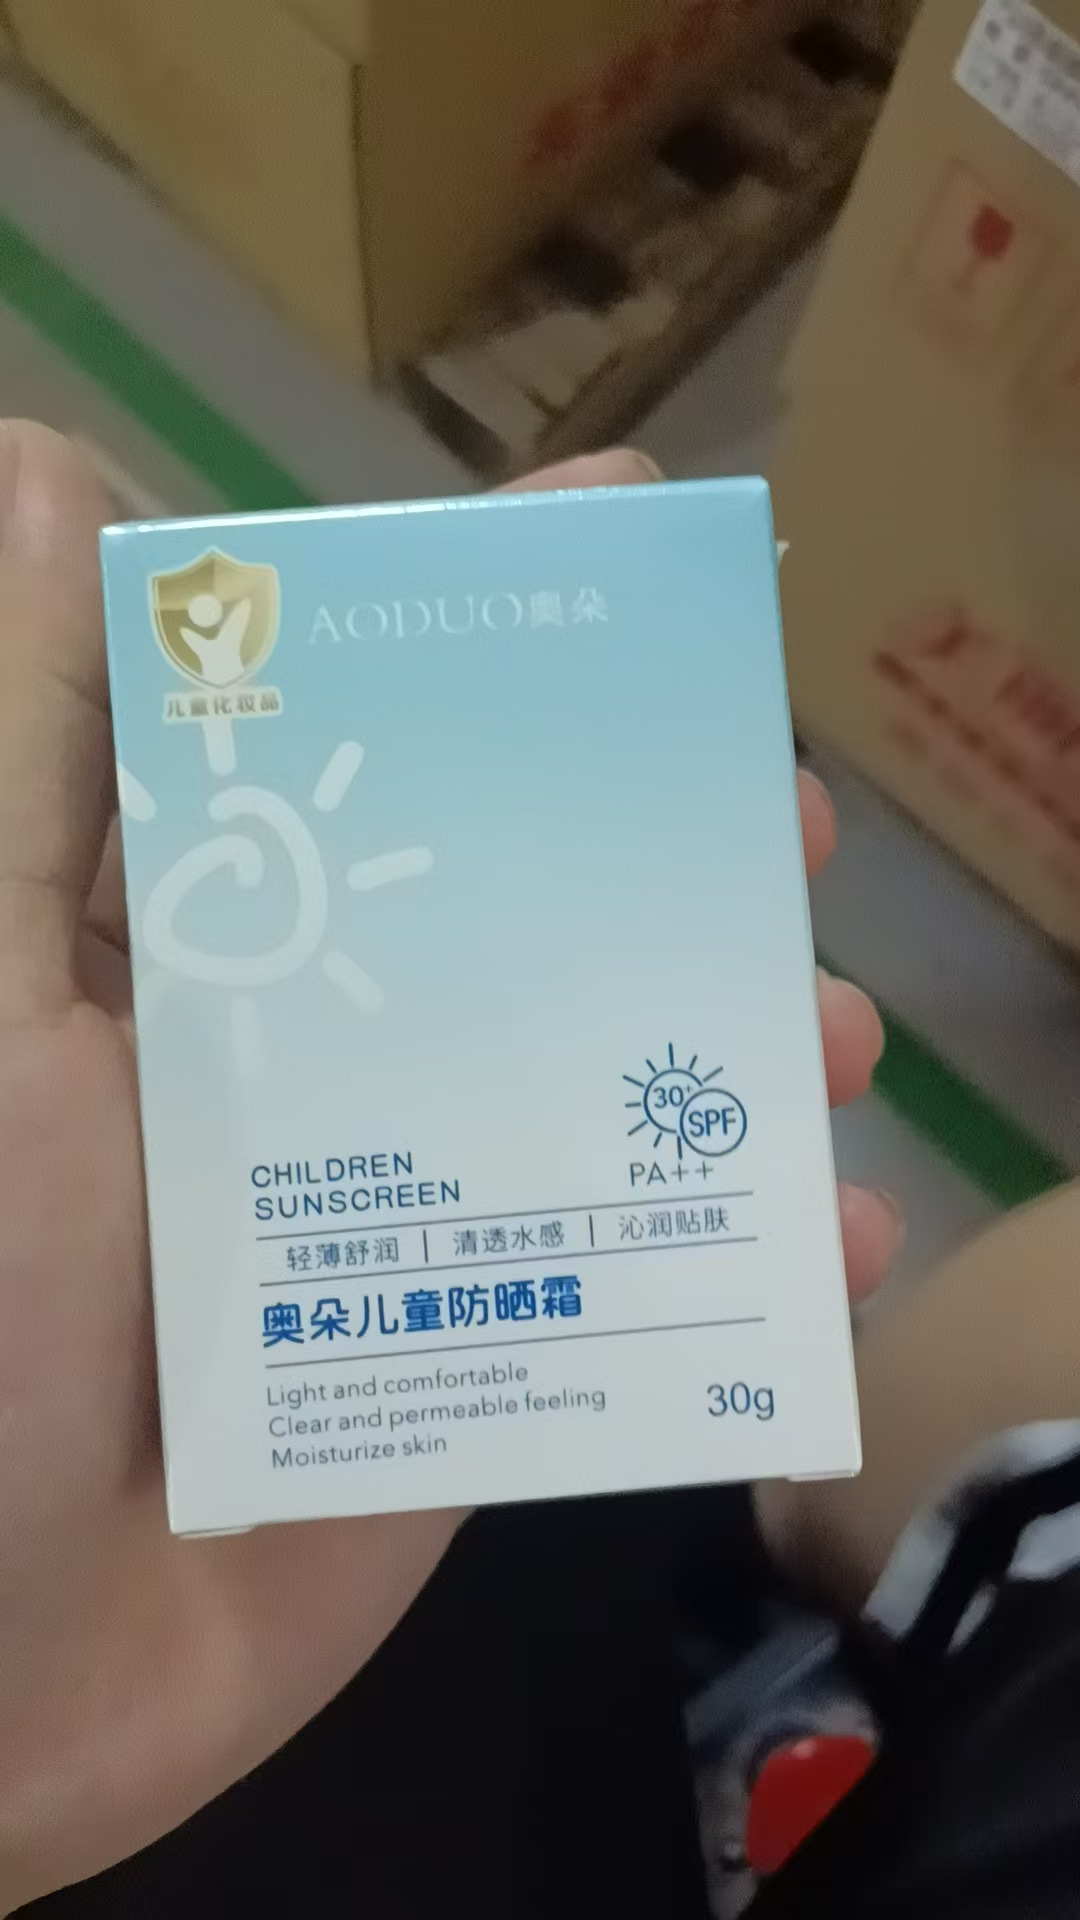 AODUO奥朵
儿童化妆品
30+
SPF
PA++
CHILDREN
SUNSCREEN
轻薄舒润 | 清透水感 | 沁润贴肤
奥朵儿童防晒霜
Light and comfortable
Clear and permeable feeling
Moisturize skin
30g